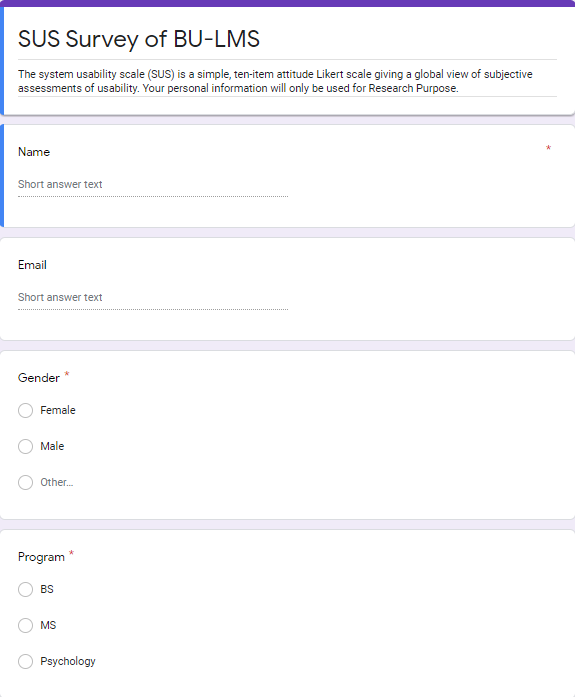 SUS Survey of BU-LMS
The system usability scale (SUS) is a simple, ten-item attitude Likert scale giving a global view of subjective
assessments of usability. Your personal information will only be used for Research Purpose.
Name *
Short answer text
Email
Short answer text
Gender *
Female
Male
Other...
Program *
BS
MS
Psychology